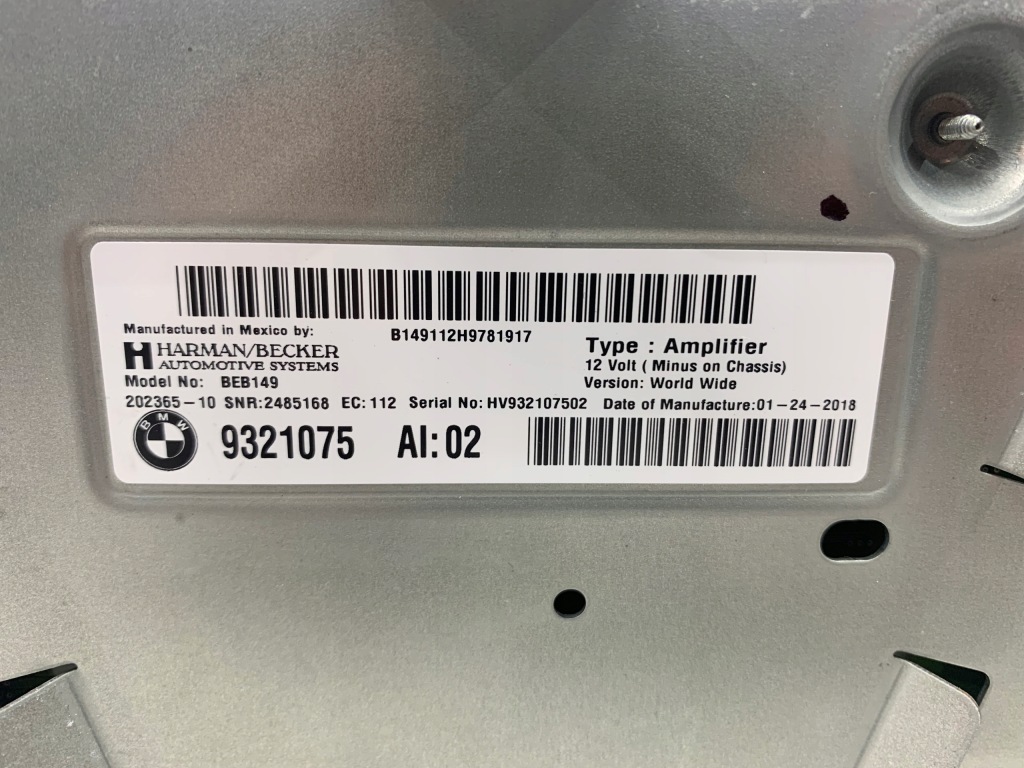 Manufactured in Mexico by:
B149112H9781917
HARMAN/BECKER
AUTOMOTIVE SYSTEMS
Type : Amplifier
12 Volt ( Minus on Chassis)
Model No: BEB149
Version: World Wide
202365-10 SNR:2485168 EC:112 Serial No:HV932107502 Date of Manufacture:01-24-2018
BMW
9321075 AI:02